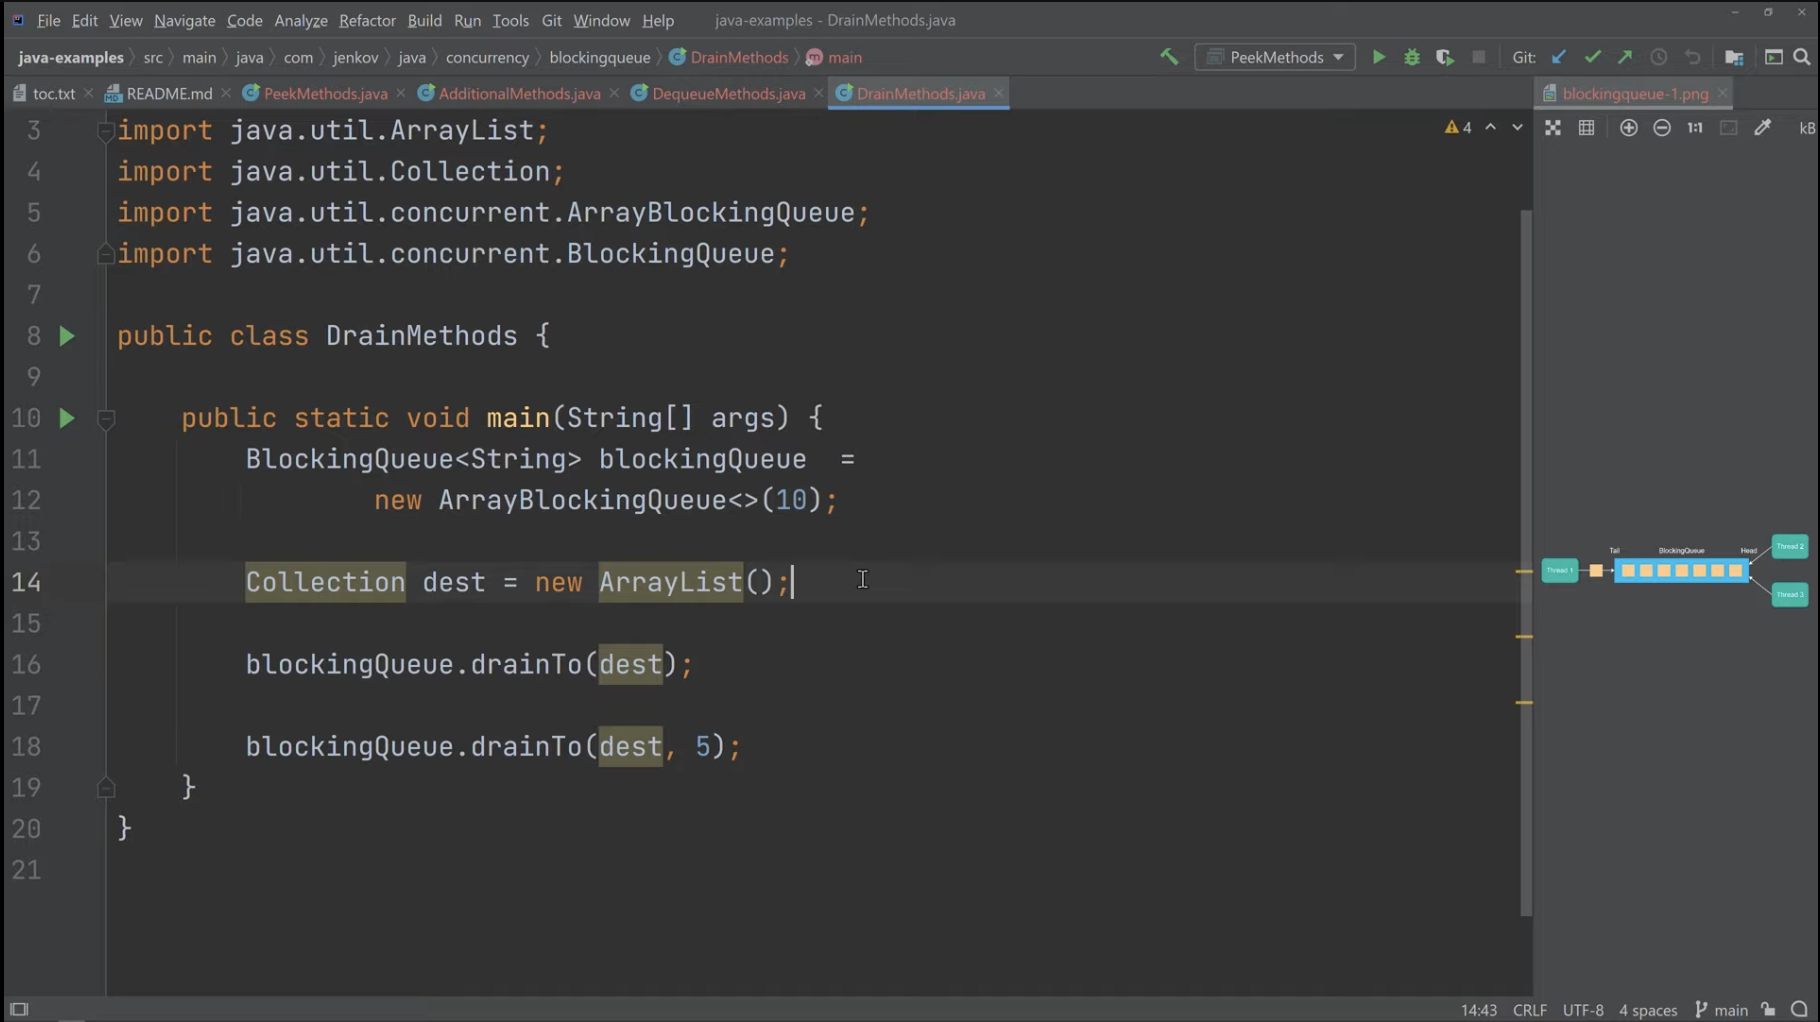 File Edit View Navigate Code Analyze Refactor Build Run Tools Git Window Help java-examples - DrainMethods.java
java-examples src main java com jenkov java concurrency blockingqueue DrainMethods main PeekMethods Git:
toc.txt README.md PeekMethods.java AdditionalMethods.java DequeueMethods.java DrainMethods.java blockingqueue-1.png
4
1:1 kB
3 import java.util.ArrayList;
4 import java.util.Collection;
5 import java.util.concurrent.ArrayBlockingQueue;
6 import java.util.concurrent.BlockingQueue;
7
8 public class DrainMethods {
9
10 public static void main(String[] args) {
11 BlockingQueue<String> blockingQueue =
12 new ArrayBlockingQueue<>(10);
13
14 Collection dest = new ArrayList();
15
16 blockingQueue.drainTo(dest);
17
18 blockingQueue.drainTo(dest, 5);
19 }
20 }
21
Tail BlockingQueue Head Thread 2
Thread 1
Thread 3
14:43 CRLF UTF-8 4 spaces main